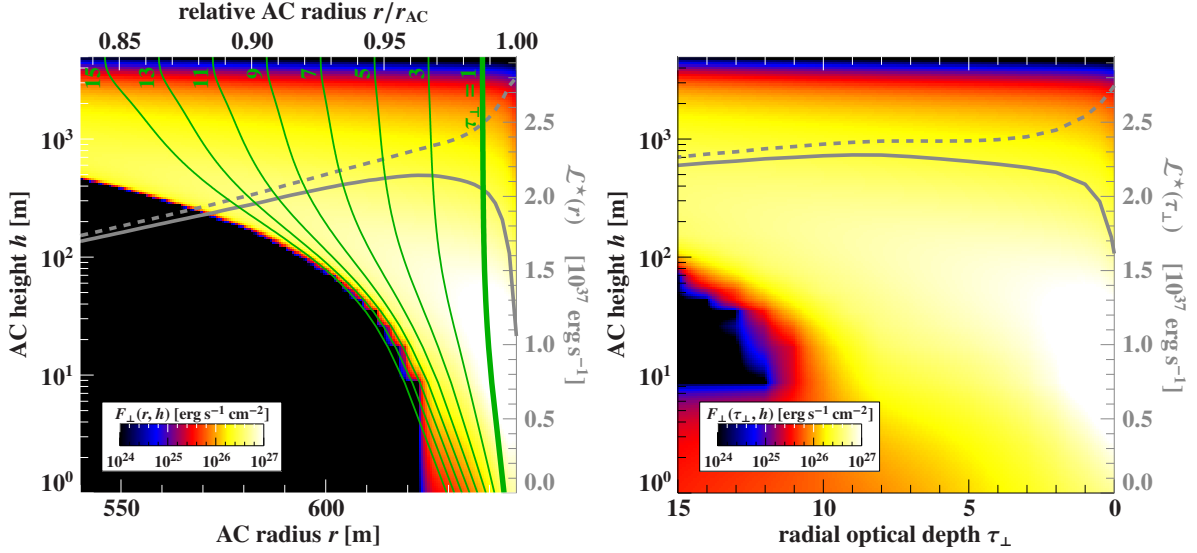 relative AC radius r/r_AC
0.85 0.90 0.95 1.00
15 13 11 9 7 5 3 τ⊥ = 1
AC height h [m]
10³
10²
10¹
10⁰
2.5
2.0
1.5
1.0
0.5
0.0
ℒ⋆(r) [10³⁷ erg s⁻¹]
F⊥(r, h) [erg s⁻¹ cm⁻²]
10²⁴ 10²⁵ 10²⁶ 10²⁷
550 600
AC radius r [m]
AC height h [m]
10³
10²
10¹
10⁰
2.5
2.0
1.5
1.0
0.5
0.0
ℒ⋆(τ⊥) [10³⁷ erg s⁻¹]
F⊥(τ⊥, h) [erg s⁻¹ cm⁻²]
10²⁴ 10²⁵ 10²⁶ 10²⁷
15 10 5 0
radial optical depth τ⊥